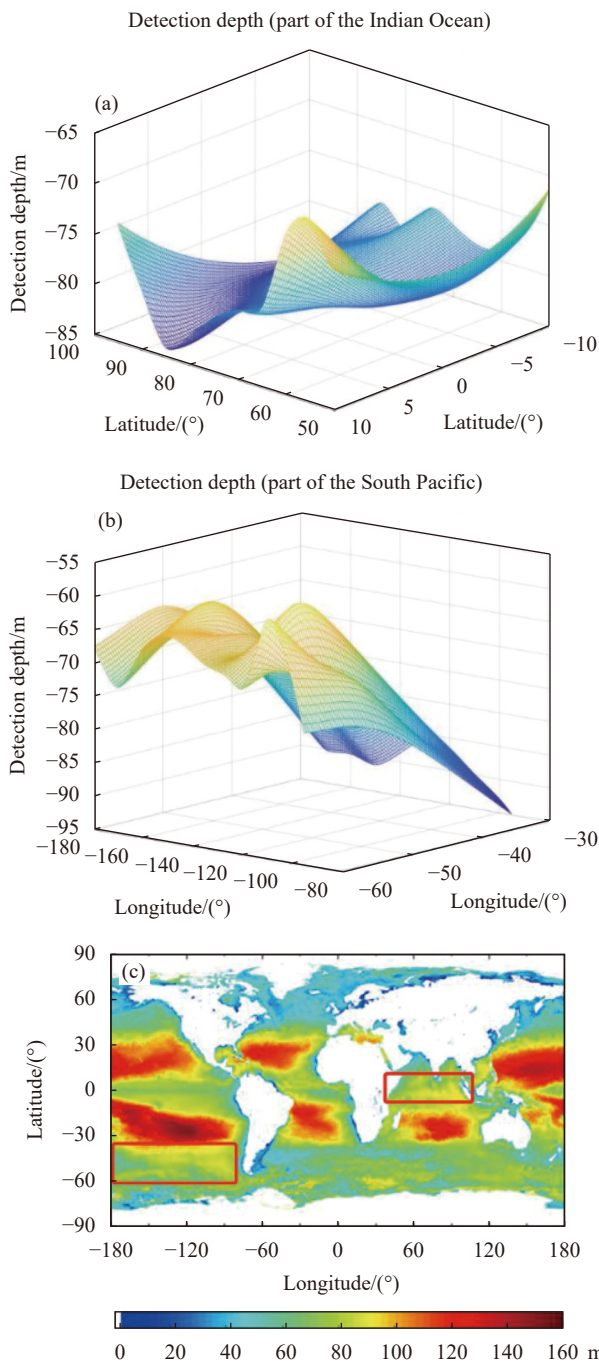 Detection depth (part of the Indian Ocean)
(a)
−65
−70
−75
−80
−85
Detection depth/m
100
90
80
70
60
50
Latitude/(°)
10
5
0
−5
−10
Latitude/(°)
Detection depth (part of the South Pacific)
(b)
−55
−60
−65
−70
−75
−80
−85
−90
−95
Detection depth/m
−180
−160
−140
−120
−100
−80
Longitude/(°)
−60
−50
−40
−30
Longitude/(°)
(c)
90
60
30
0
−30
−60
−90
Latitude/(°)
−180 −120 −60 0 60 120 180
Longitude/(°)
0 20 40 60 80 100 120 140 160 m